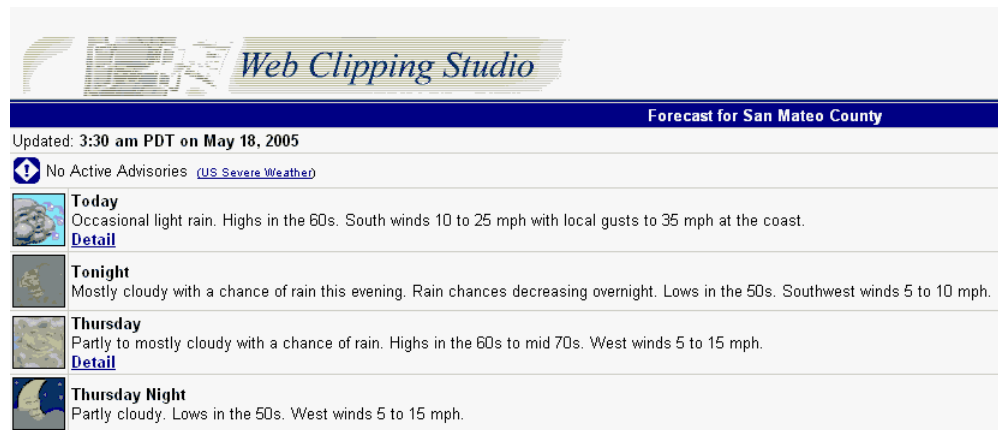 Web Clipping Studio
Forecast for San Mateo County
Updated: 3:30 am PDT on May 18, 2005
No Active Advisories (US Severe Weather)
Today
Occasional light rain. Highs in the 60s. South winds 10 to 25 mph with local gusts to 35 mph at the coast.
Detail
Tonight
Mostly cloudy with a chance of rain this evening. Rain chances decreasing overnight. Lows in the 50s. Southwest winds 5 to 10 mph.
Thursday
Partly to mostly cloudy with a chance of rain. Highs in the 60s to mid 70s. West winds 5 to 15 mph.
Detail
Thursday Night
Partly cloudy. Lows in the 50s. West winds 5 to 15 mph.